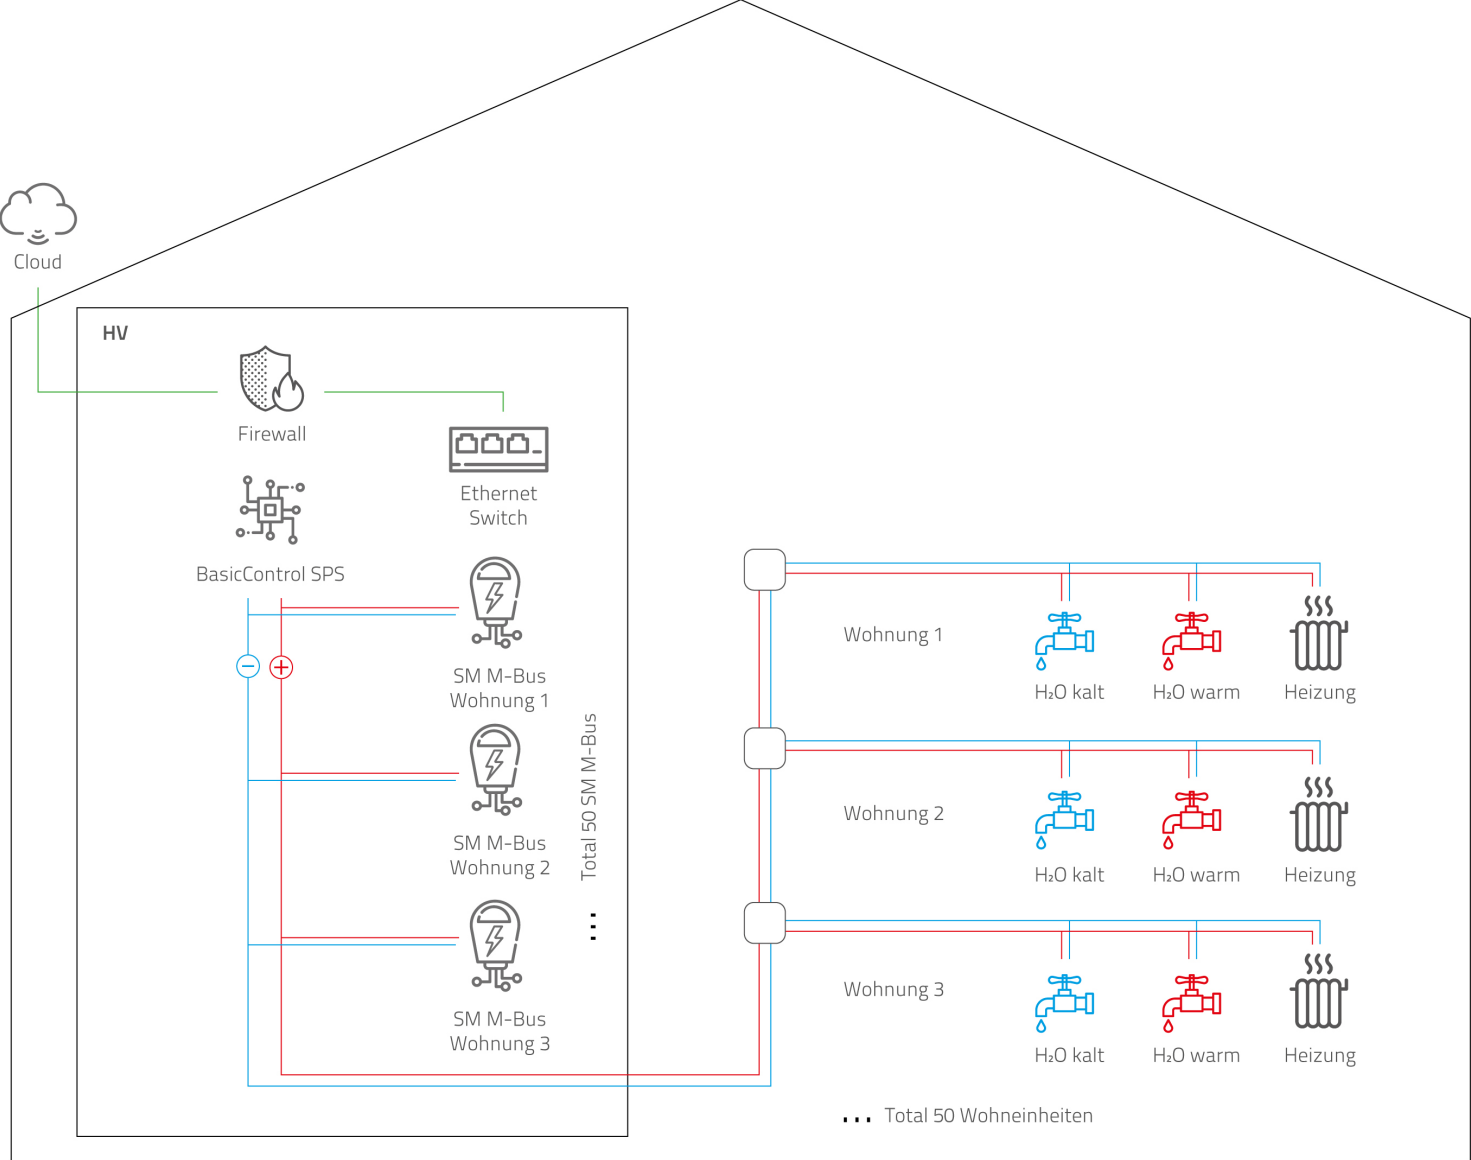 Cloud
HV
Firewall
Ethernet
Switch
BasicControl SPS
−
+
SM M-Bus
Wohnung 1
SM M-Bus
Wohnung 2
SM M-Bus
Wohnung 3
Total 50 SM M-Bus
...
Wohnung 1
H₂O kalt
H₂O warm
Heizung
Wohnung 2
H₂O kalt
H₂O warm
Heizung
Wohnung 3
H₂O kalt
H₂O warm
Heizung
... Total 50 Wohneinheiten